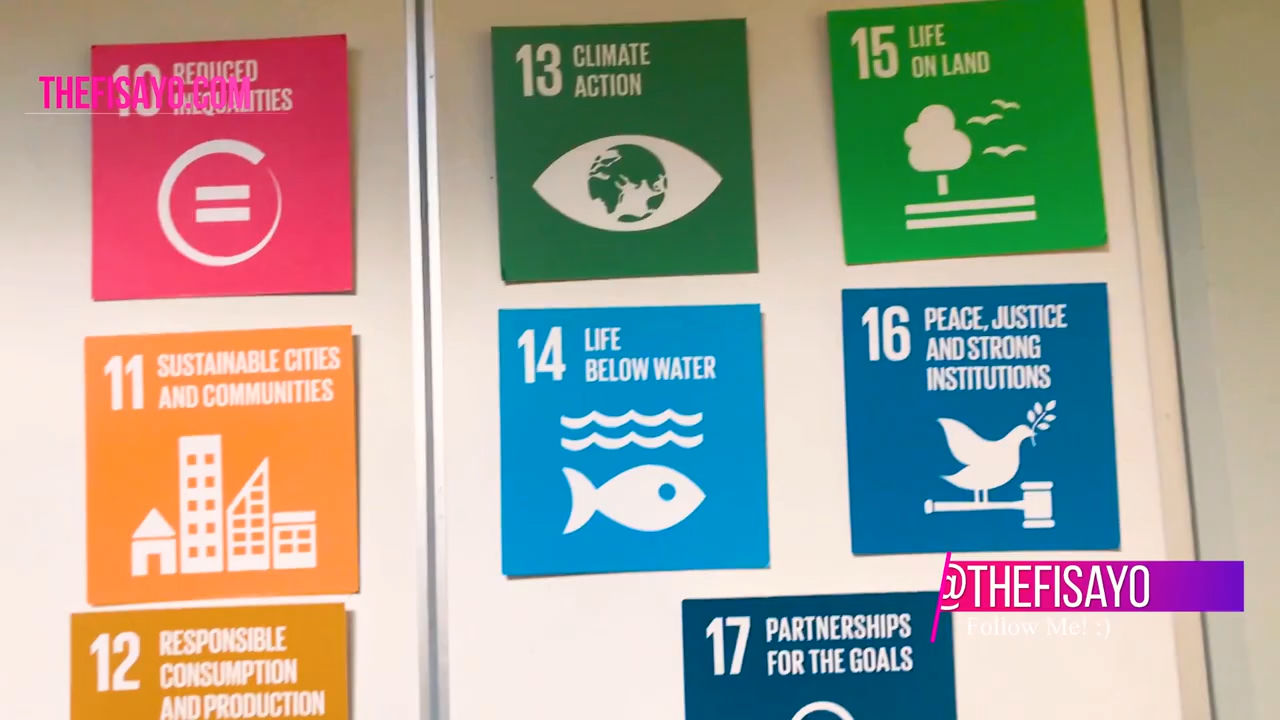 THEFISAYO.COM
10 REDUCED
INEQUALITIES
11 SUSTAINABLE CITIES
AND COMMUNITIES
12 RESPONSIBLE
CONSUMPTION
AND PRODUCTION
13 CLIMATE
ACTION
14 LIFE
BELOW WATER
15 LIFE
ON LAND
16 PEACE, JUSTICE
AND STRONG
INSTITUTIONS
17 PARTNERSHIPS
FOR THE GOALS
@THEFISAYO
Follow Me! :)